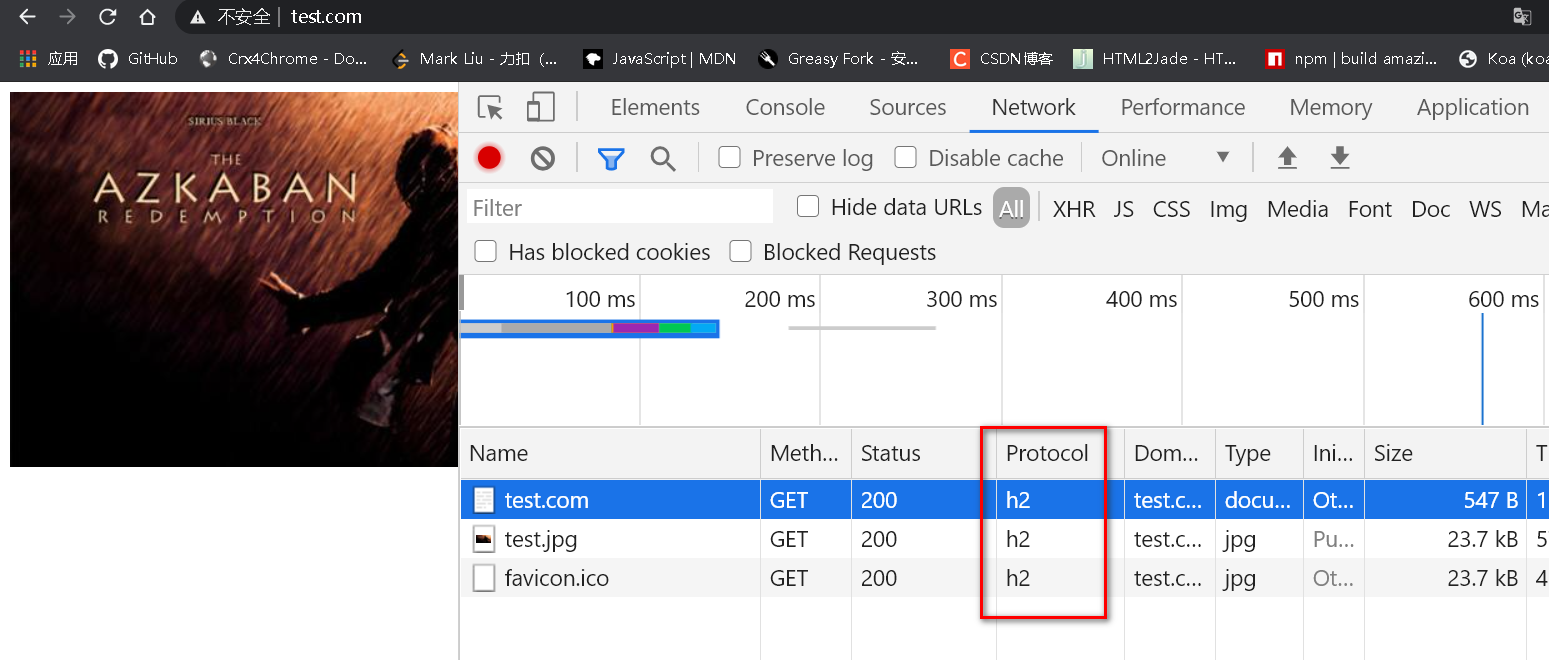 不安全 | test.com
应用 GitHub Crx4Chrome - Do... Mark Liu - 力扣 (... JavaScript | MDN Greasy Fork - 安... CSDN博客 HTML2Jade - HT... npm | build amazi... Koa (koa
SIRIUS BLACK
THE
AZKABAN
REDEMPTION
Elements Console Sources Network Performance Memory Application
Preserve log Disable cache Online
Filter Hide data URLs All XHR JS CSS Img Media Font Doc WS Ma
Has blocked cookies Blocked Requests
100 ms 200 ms 300 ms 400 ms 500 ms 600 ms
Name Meth... Status Protocol Dom... Type Ini... Size T
test.com GET 200 h2 test.c... docu... Ot... 547 B 1
test.jpg GET 200 h2 test.c... jpg Pu... 23.7 kB 5
favicon.ico GET 200 h2 test.c... jpg Ot... 23.7 kB 4